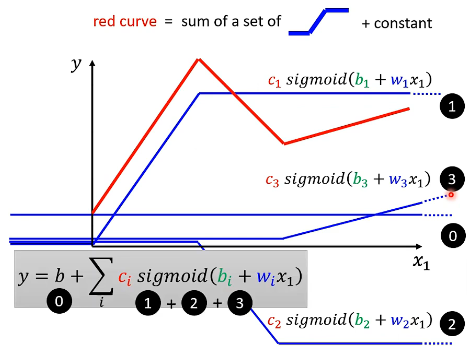 red curve = sum of a set of + constant
y
c₁ sigmoid(b₁ + w₁x₁)
1
c₃ sigmoid(b₃ + w₃x₁)
3
0
x₁
y = b + ∑ᵢ cᵢ sigmoid(bᵢ + wᵢx₁)
0 1 + 2 + 3
c₂ sigmoid(b₂ + w₂x₁)
2